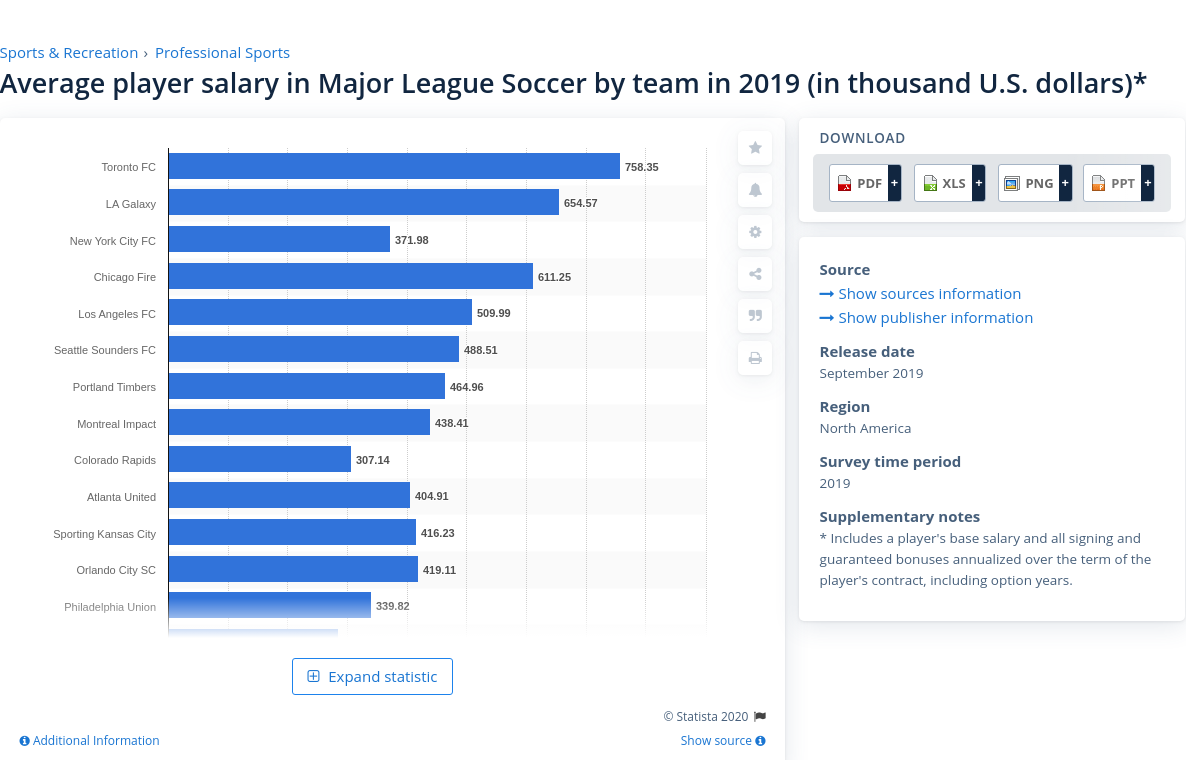 Sports & Recreation › Professional Sports
Average player salary in Major League Soccer by team in 2019 (in thousand U.S. dollars)*
Toronto FC 758.35
LA Galaxy 654.57
New York City FC 371.98
Chicago Fire 611.25
Los Angeles FC 509.99
Seattle Sounders FC 488.51
Portland Timbers 464.96
Montreal Impact 438.41
Colorado Rapids 307.14
Atlanta United 404.91
Sporting Kansas City 416.23
Orlando City SC 419.11
Philadelphia Union 339.82
Expand statistic
© Statista 2020
Additional Information
Show source
DOWNLOAD
PDF + XLS + PNG + PPT +
Source
Show sources information
Show publisher information
Release date
September 2019
Region
North America
Survey time period
2019
Supplementary notes
* Includes a player's base salary and all signing and
guaranteed bonuses annualized over the term of the
player's contract, including option years.